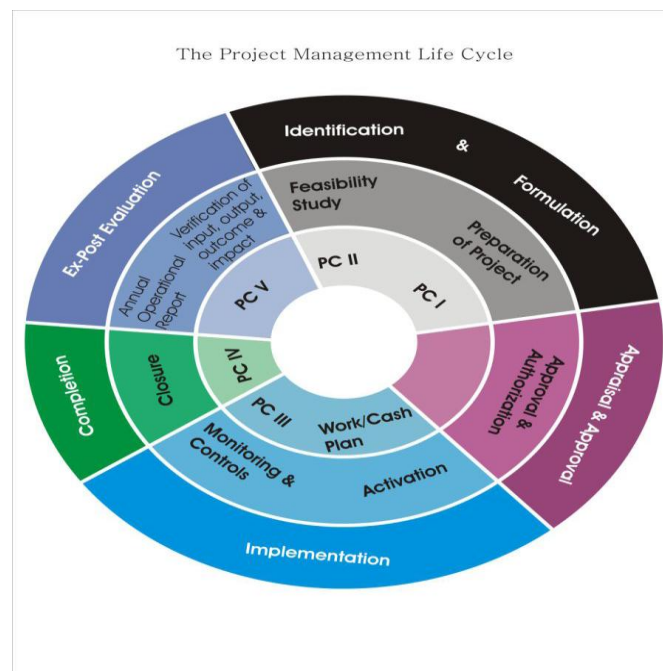 The Project Management Life Cycle
Identification & Formulation
Feasibility
Study
Preparation
of Project
PC II
PC I
Appraisal & Approval
Approval &
Authorization
Implementation
Activation
Monitoring &
Controls
Work/Cash
Plan
PC III
Completion
Closure
PC IV
Ex-Post Evaluation
Annual
Operational
Report
Verification of
input, output,
outcome &
impact
PC V